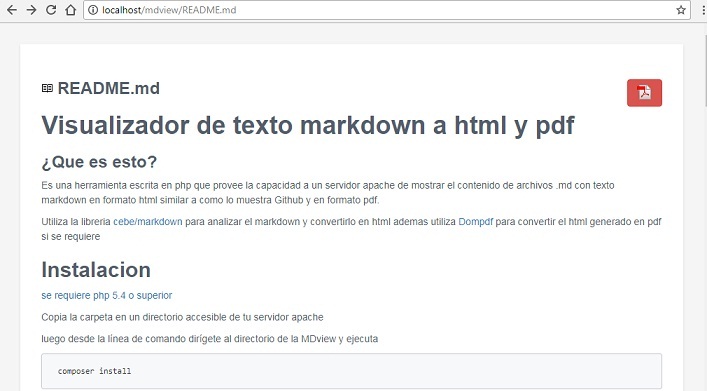 localhost/mdview/README.md
README.md
Visualizador de texto markdown a html y pdf
¿Que es esto?
Es una herramienta escrita en php que provee la capacidad a un servidor apache de mostrar el contenido de archivos .md con texto
markdown en formato html similar a como lo muestra Github y en formato pdf.
Utiliza la libreria cebe/markdown para analizar el markdown y convertirlo en html ademas utiliza Dompdf para convertir el html generado en pdf
si se requiere
Instalacion
se requiere php 5.4 o superior
Copia la carpeta en un directorio accesible de tu servidor apache
luego desde la línea de comando dirígete al directorio de la MDview y ejecuta
composer install